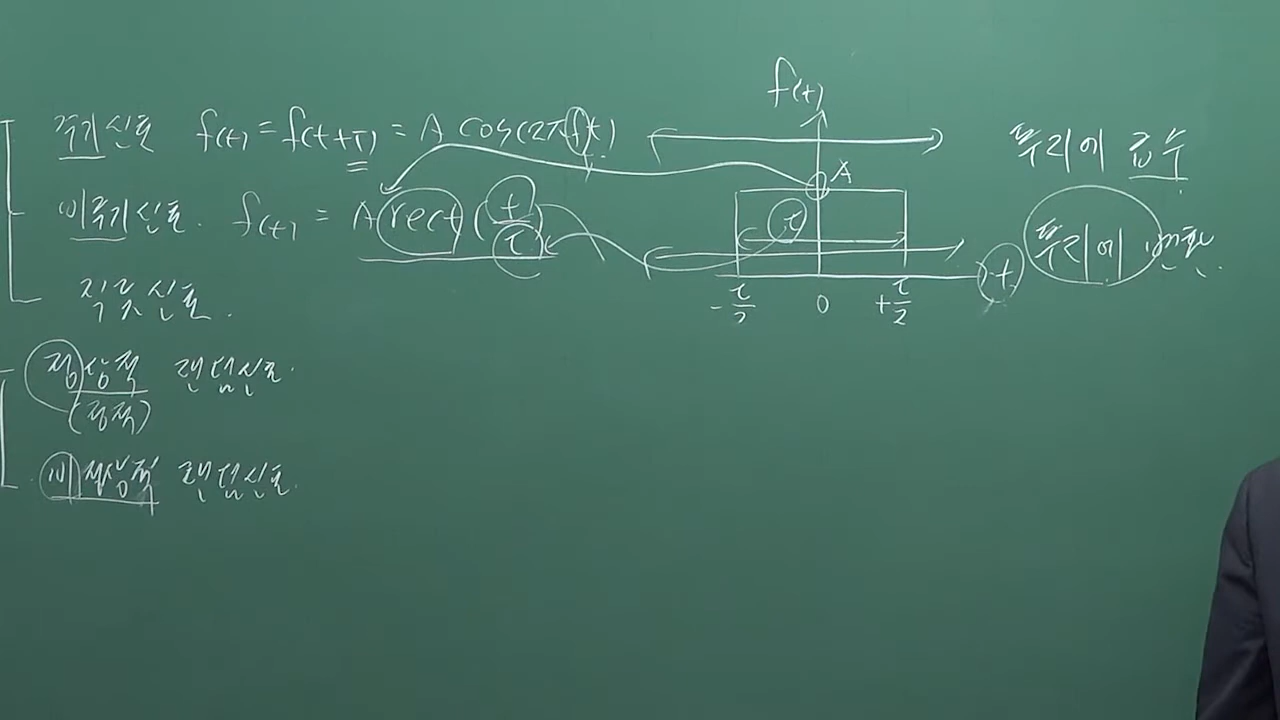 주기신호 f(t) = f(t+T) = A cos(2πft)
비주기신호. f(t) = A rect(t/τ)
직류신호.
정상적 랜덤신호.
(정적)
비정상적 랜덤신호.
f(t)
A
τ
-τ/2 0 +τ/2
t
푸리에 급수
푸리에 변환.